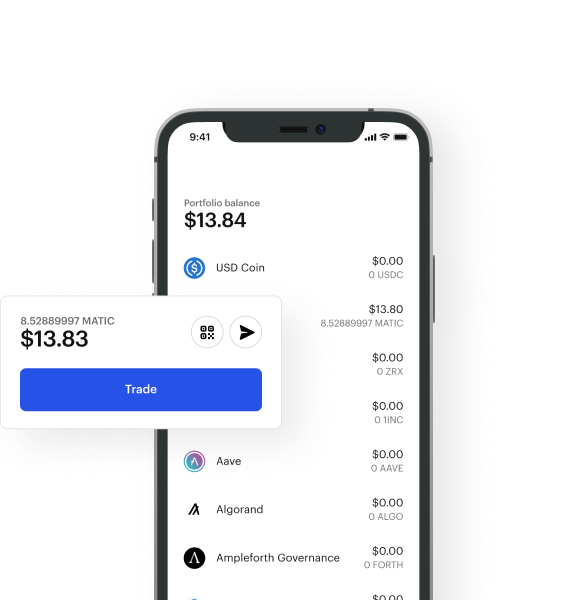 9:41
Portfolio balance
$13.84
USD Coin
$0.00
0 USDC
8.52889997 MATIC
$13.83
Trade
$13.80
8.52889997 MATIC
$0.00
0 ZRX
$0.00
0 1INC
Aave
$0.00
0 AAVE
Algorand
$0.00
0 ALGO
Ampleforth Governance
$0.00
0 FORTH
$0.00